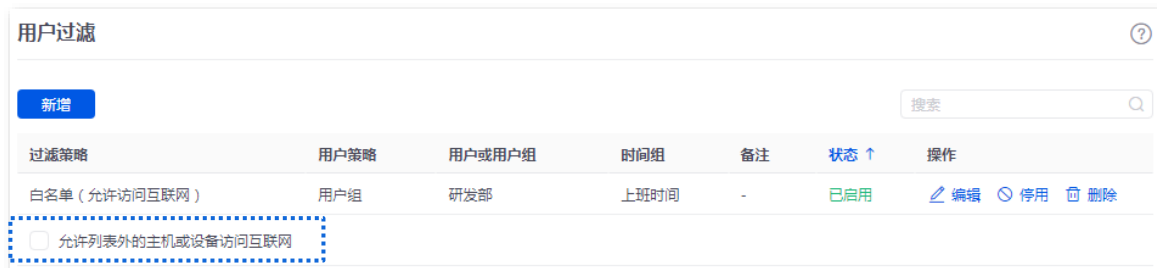 用户过滤
新增
搜索
过滤策略 用户策略 用户或用户组 时间组 备注 状态 ↑ 操作
白名单（允许访问互联网） 用户组 研发部 上班时间 - 已启用 编辑 停用 删除
允许列表外的主机或设备访问互联网